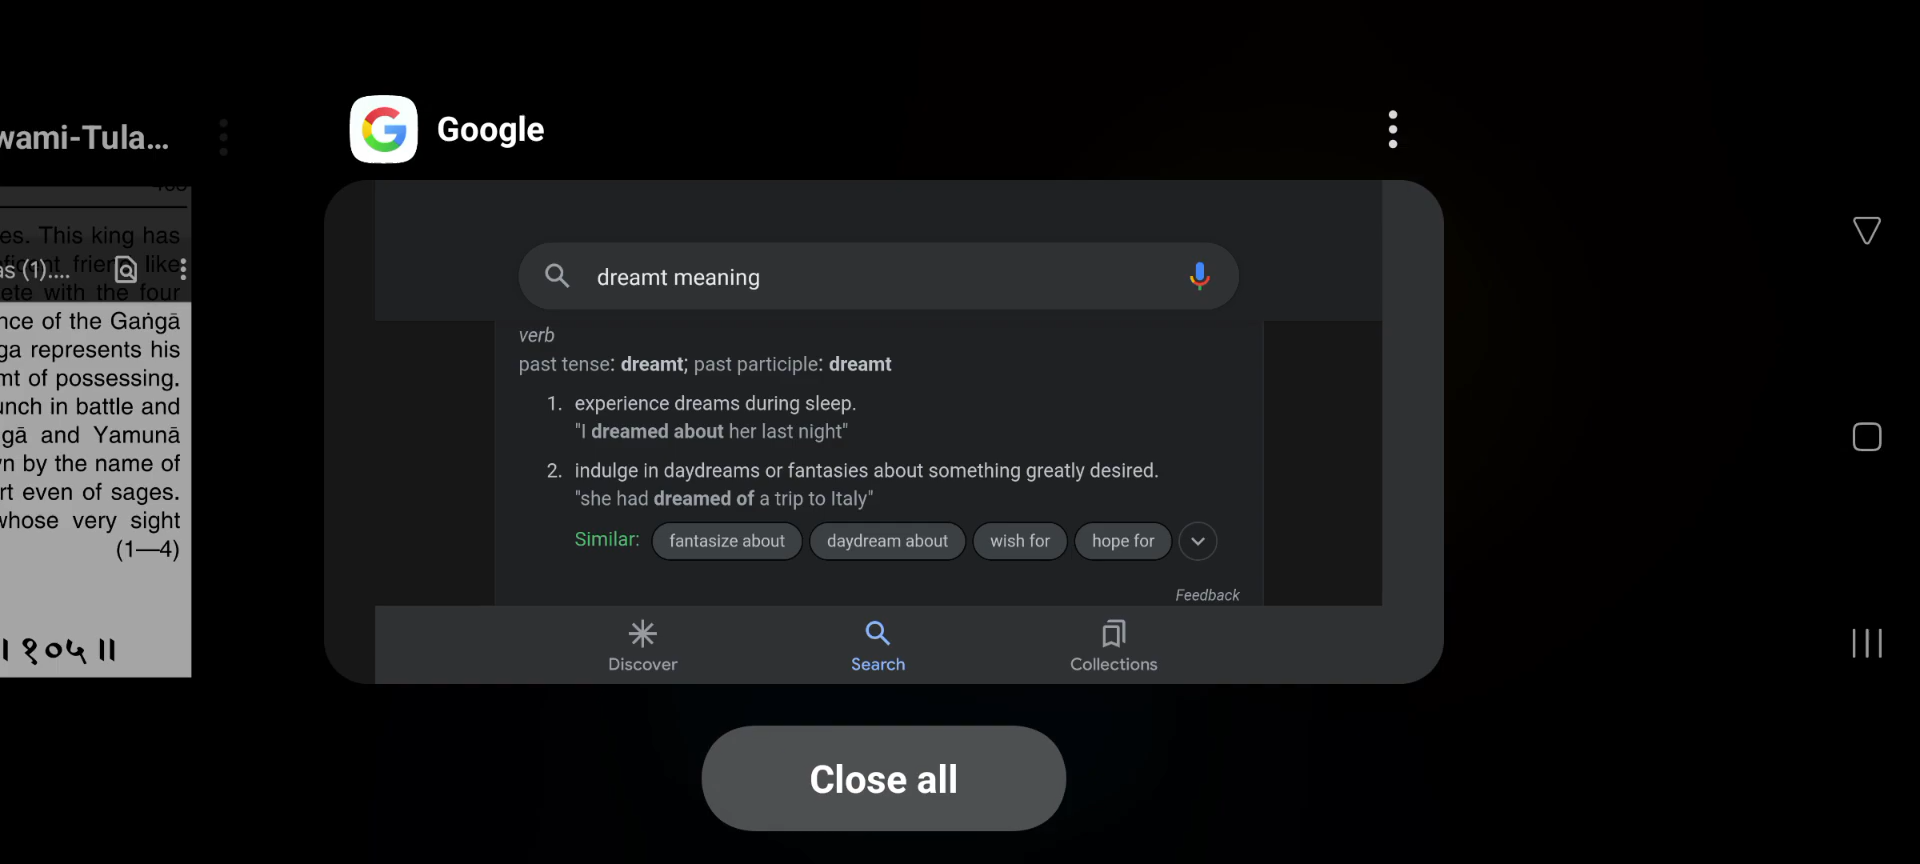 wami-Tula...
es. This king has
as (1)....
ete with the four
nce of the Gaṅgā
ga represents his
mt of possessing.
unch in battle and
gā and Yamunā
n by the name of
rt even of sages.
whose very sight
(1—4)
। १०५ ॥
Google
dreamt meaning
verb
past tense: dreamt; past participle: dreamt
1. experience dreams during sleep.
"I dreamed about her last night"
2. indulge in daydreams or fantasies about something greatly desired.
"she had dreamed of a trip to Italy"
Similar: fantasize about daydream about wish for hope for
Feedback
Discover Search Collections
Close all